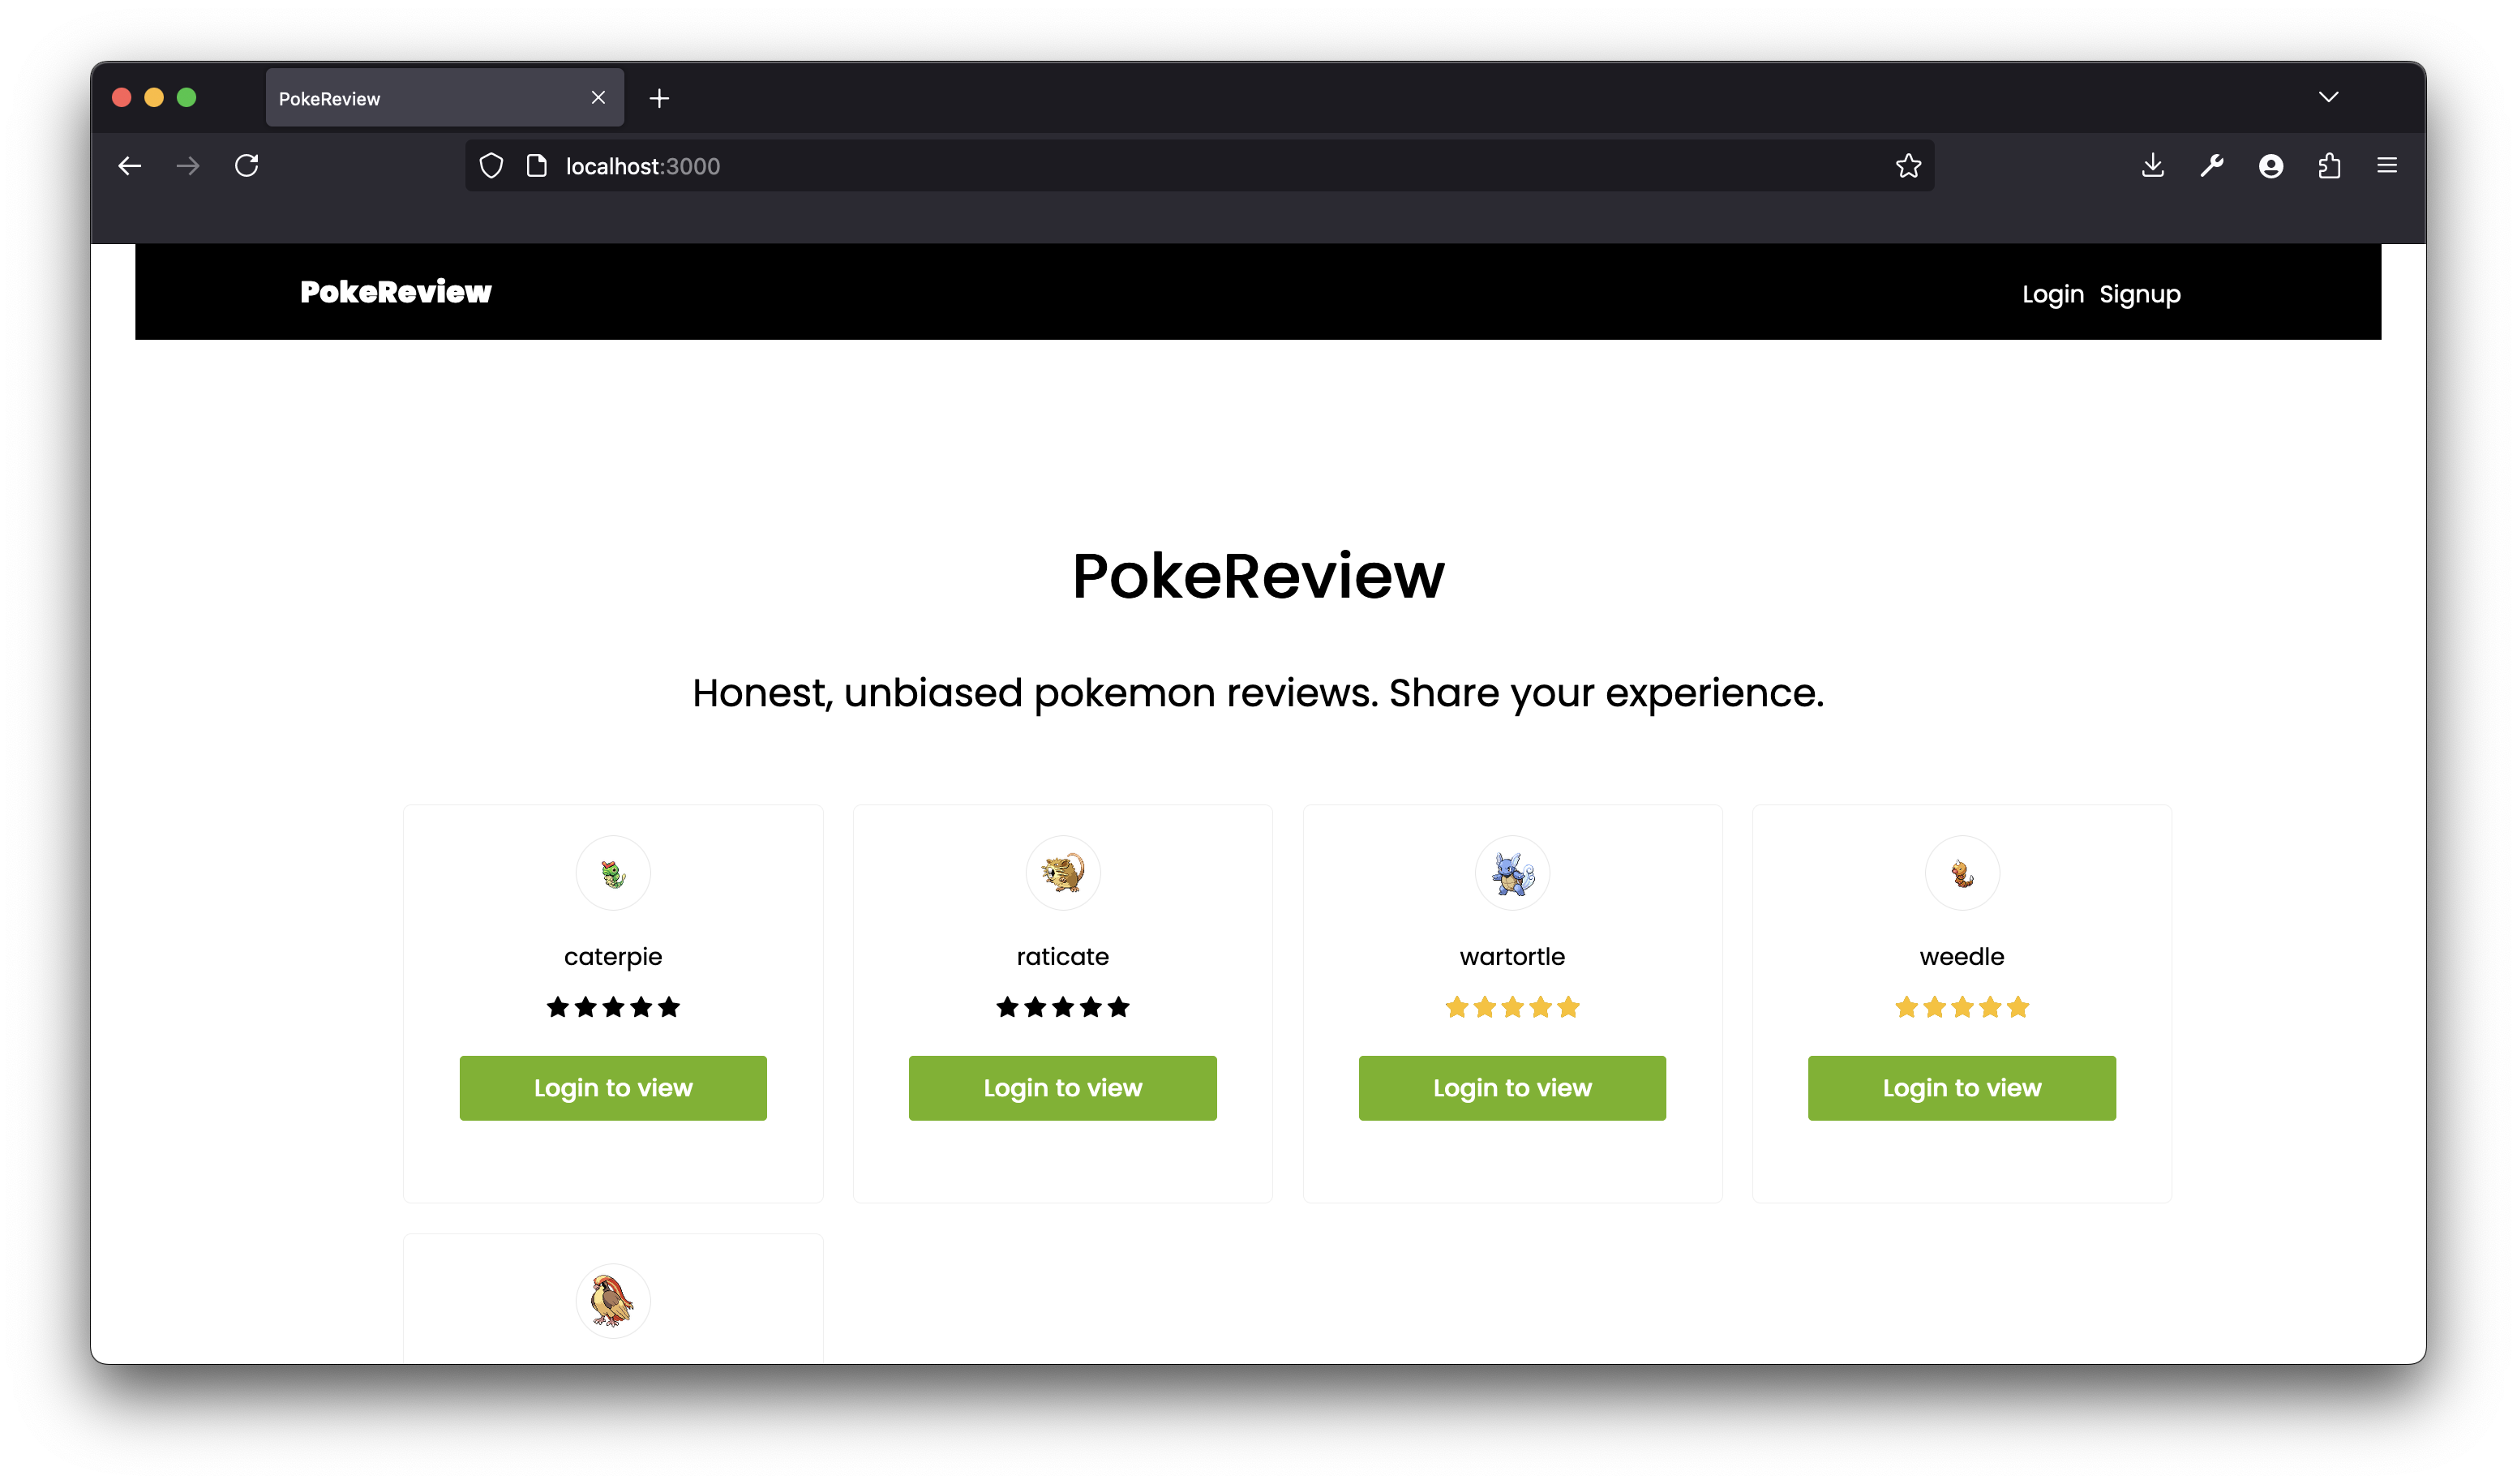 PokeReview
localhost:3000
PokeReview
Login Signup
PokeReview
Honest, unbiased pokemon reviews. Share your experience.
caterpie
Login to view
raticate
Login to view
wartortle
Login to view
weedle
Login to view